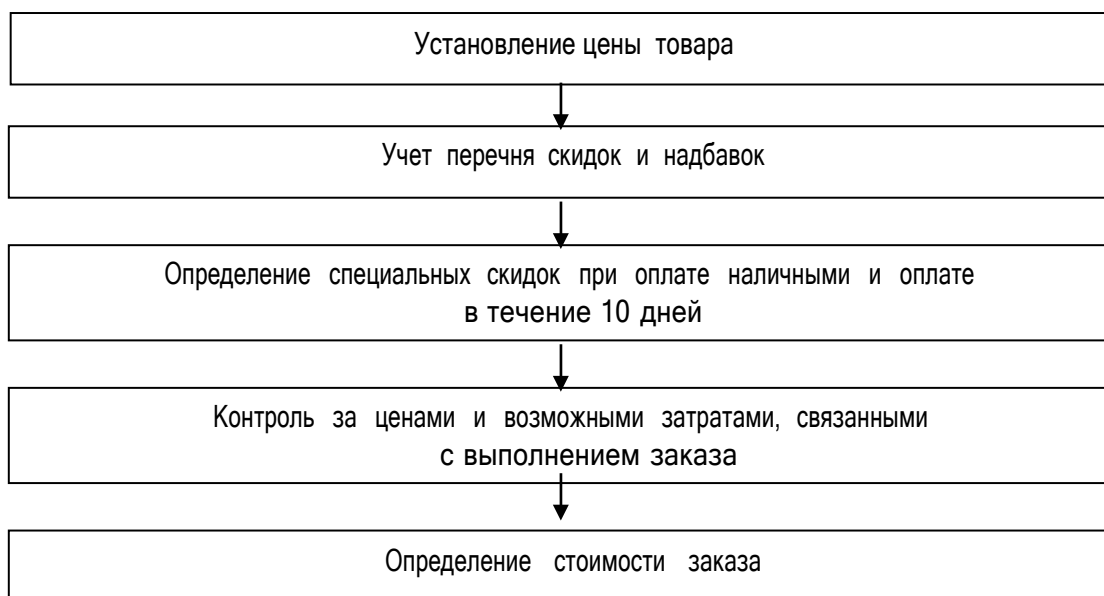 Установление цены товара
Учет перечня скидок и надбавок
Определение специальных скидок при оплате наличными и оплате
в течение 10 дней
Контроль за ценами и возможными затратами, связанными
с выполнением заказа
Определение стоимости заказа